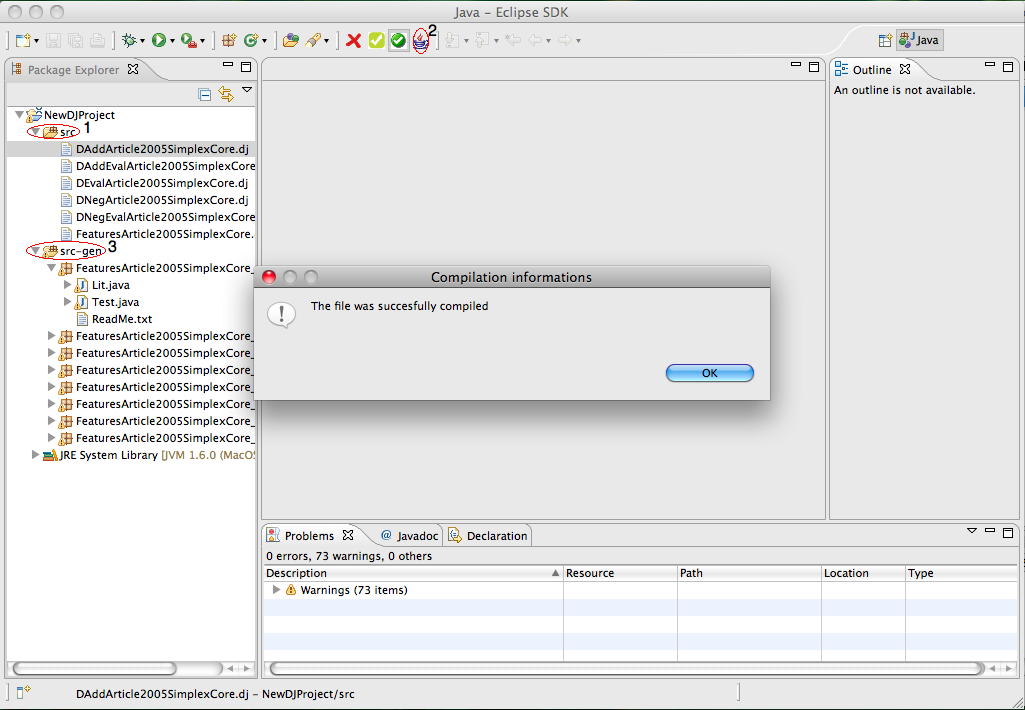 Java – Eclipse SDK
2
Java
Package Explorer
Outline
An outline is not available.
NewDJProject
src 1
DAddArticle2005SimplexCore.dj
DAddEvalArticle2005SimplexCore
DEvalArticle2005SimplexCore.dj
DNegArticle2005SimplexCore.dj
DNegEvalArticle2005SimplexCore
FeaturesArticle2005SimplexCore.
src-gen 3
FeaturesArticle2005SimplexCore_
Lit.java
Test.java
ReadMe.txt
FeaturesArticle2005SimplexCore_
FeaturesArticle2005SimplexCore_
FeaturesArticle2005SimplexCore_
FeaturesArticle2005SimplexCore_
FeaturesArticle2005SimplexCore_
FeaturesArticle2005SimplexCore_
FeaturesArticle2005SimplexCore_
JRE System Library [JVM 1.6.0 (MacOS
Compilation informations
The file was succesfully compiled
OK
Problems
@ Javadoc
Declaration
0 errors, 73 warnings, 0 others
Description Resource Path Location Type
Warnings (73 items)
DAddArticle2005SimplexCore.dj – NewDJProject/src